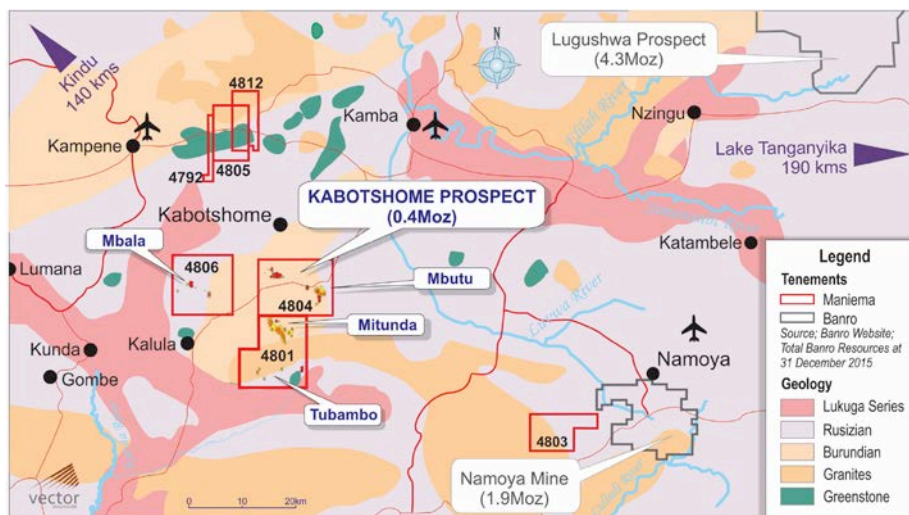 Kindu
140 kms
4812
Kamba
N
Lugushwa Prospect
(4.3Moz)
Nzingu
Lake Tanganyika
190 kms
Kampene
4792
4805
Kabotshome
KABOTSHOME PROSPECT
(0.4Moz)
Katambele
Mbala
Lumana
4806
4804
Mbutu
Mitunda
Kunda
Kalula
4801
Gombe
Tubambo
Namoya
4803
Namoya Mine
(1.9Moz)
Legend
Tenements
Maniema
Banro
Source; Banro Website;
Total Banro Resources at
31 December 2015
Geology
Lukuga Series
Rusizian
Burundian
Granites
Greenstone
vector
0
10
20km